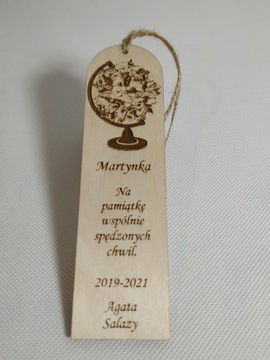 Martynka
Na
pamiątkę
wspólnie
spędzonych
chwil.
2019-2021
Agata
Salazy